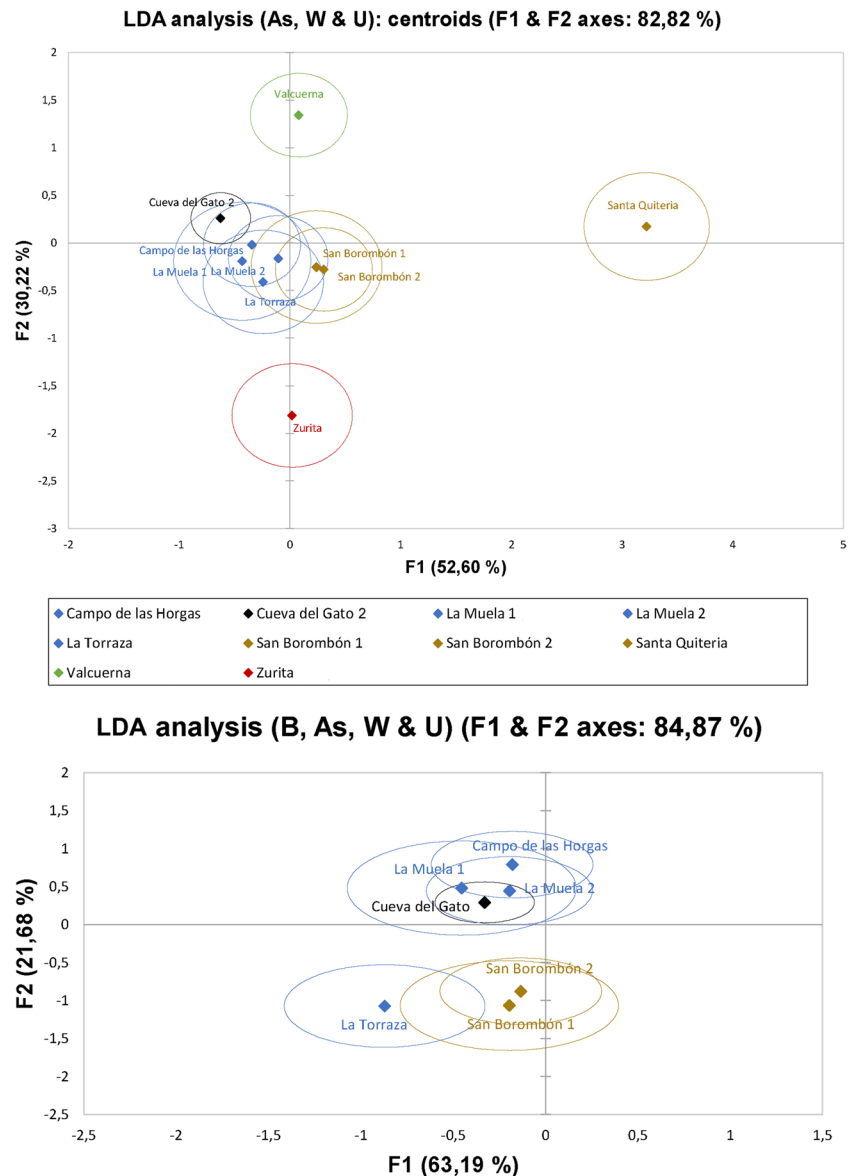 LDA analysis (As, W & U): centroids (F1 & F2 axes: 82,82 %)
2
1,5
1
0,5
0
-0,5
-1
-1,5
-2
-2,5
-3
F2 (30,22 %)
Valcuerna
Cueva del Gato 2
Santa Quiteria
Campo de las Horgas
San Borombón 1
La Muela 1
La Muela 2
San Borombón 2
La Torraza
Zurita
-2 -1 0 1 2 3 4 5
F1 (52,60 %)
Campo de las Horgas Cueva del Gato 2 La Muela 1 La Muela 2
La Torraza San Borombón 1 San Borombón 2 Santa Quiteria
Valcuerna Zurita
LDA analysis (B, As, W & U) (F1 & F2 axes: 84,87 %)
2
1,5
1
0,5
0
-0,5
-1
-1,5
-2
-2,5
F2 (21,68 %)
Campo de las Horgas
La Muela 1
La Muela 2
Cueva del Gato
San Borombón 2
La Torraza
San Borombón 1
-2,5 -2 -1,5 -1 -0,5 0 0,5 1 1,5
F1 (63,19 %)